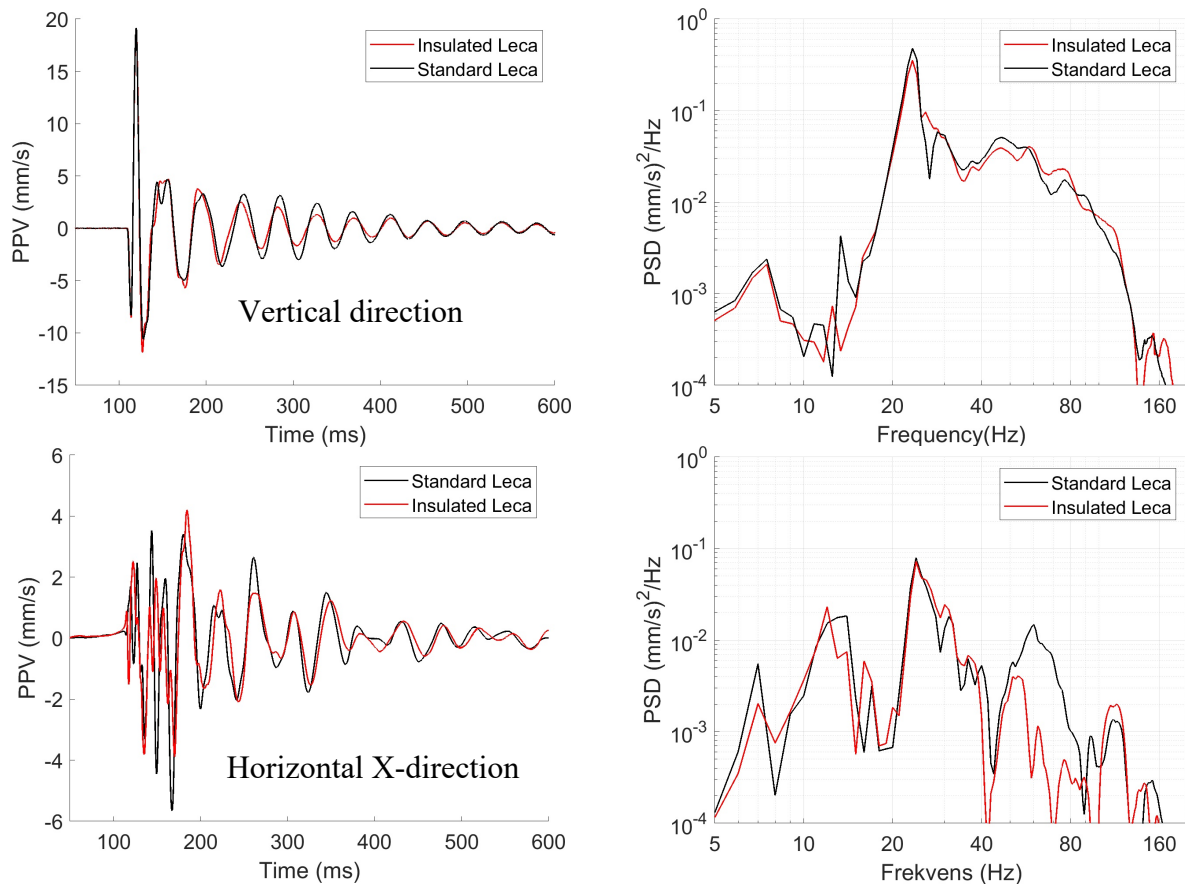 20
15
10
5
0
-5
-10
-15
PPV (mm/s)
Insulated Leca
Standard Leca
Vertical direction
100 200 300 400 500 600
Time (ms)
10^0
10^-1
10^-2
10^-3
10^-4
PSD (mm/s)^2/Hz
Insulated Leca
Standard Leca
5 10 20 40 80 160
Frequency(Hz)
6
4
2
0
-2
-4
-6
PPV (mm/s)
Standard Leca
Insulated Leca
Horizontal X-direction
100 200 300 400 500 600
Time (ms)
10^0
10^-1
10^-2
10^-3
10^-4
PSD (mm/s)^2/Hz
Standard Leca
Insulated Leca
5 10 20 40 80 160
Frekvens (Hz)